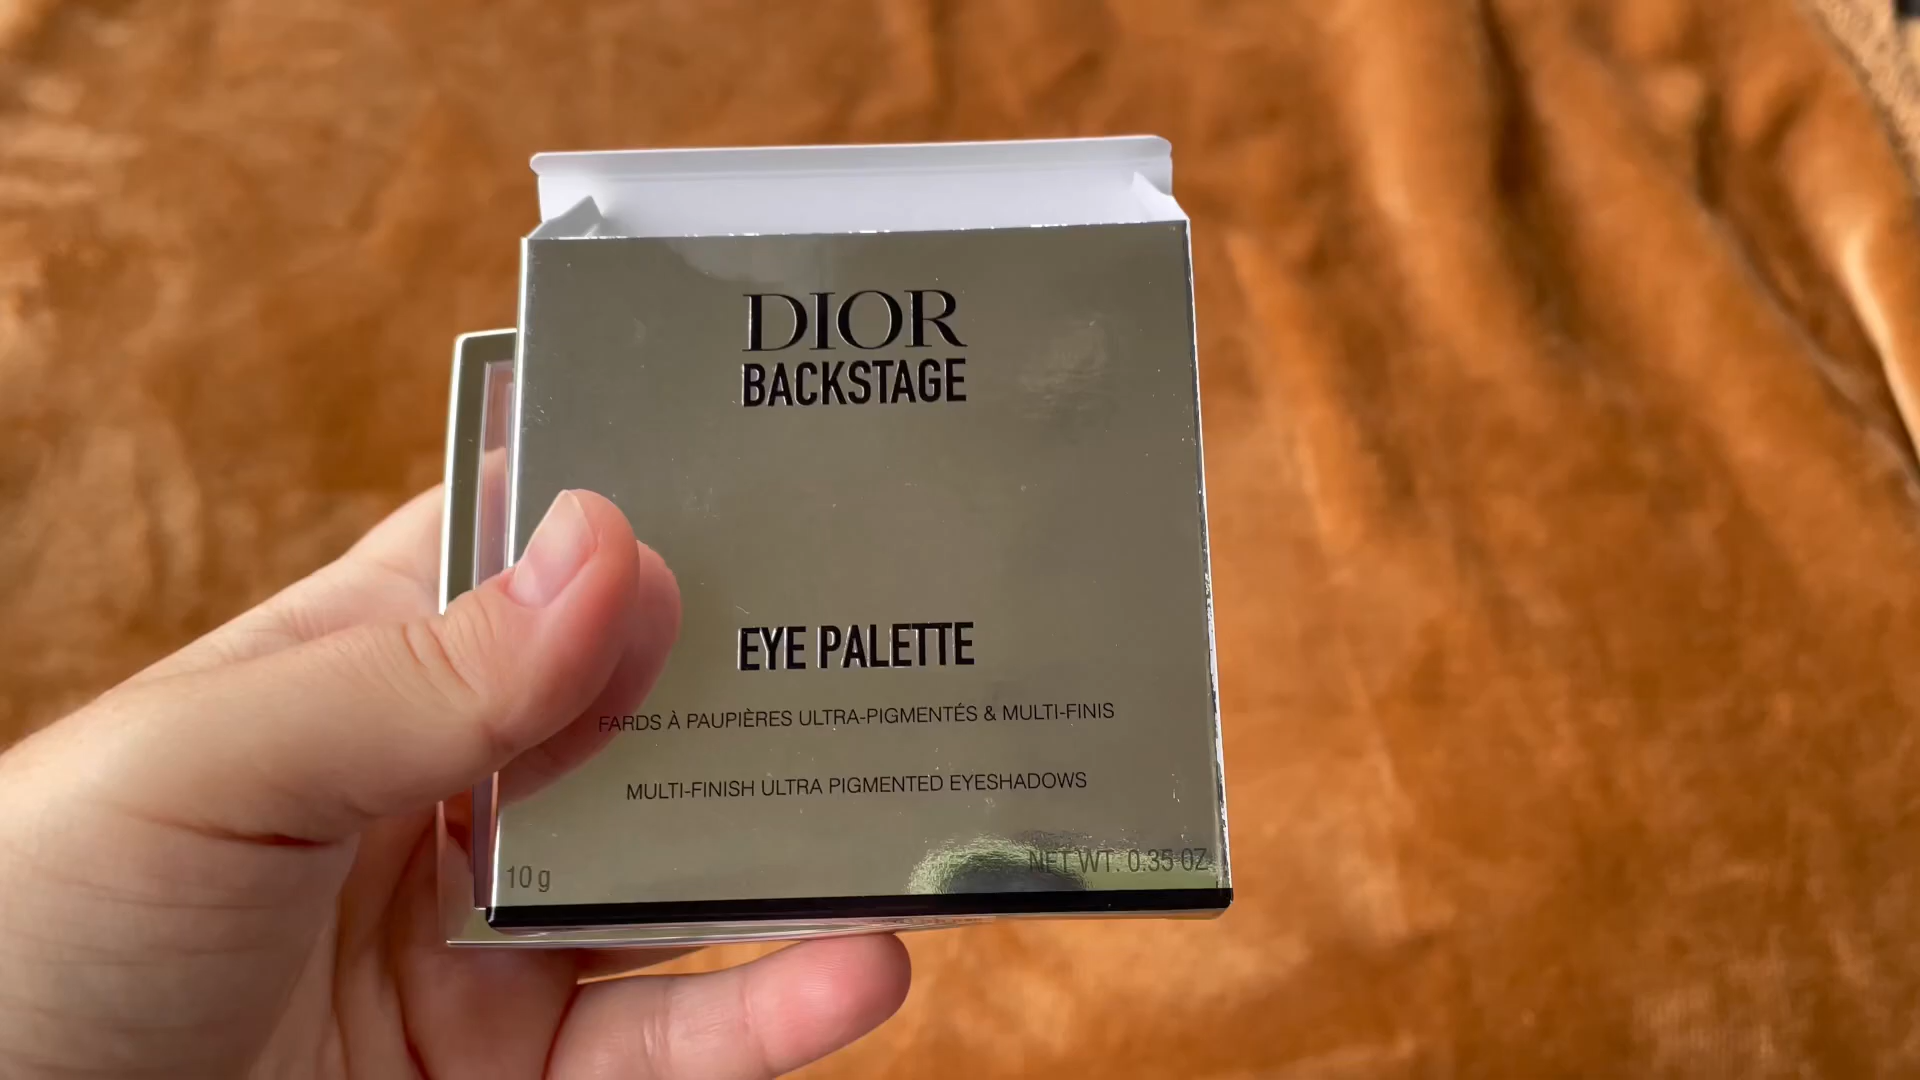 DIOR
BACKSTAGE
EYE PALETTE
FARDS À PAUPIÈRES ULTRA-PIGMENTÉS & MULTI-FINIS
MULTI-FINISH ULTRA PIGMENTED EYESHADOWS
10 g
NET WT. 0.35 OZ